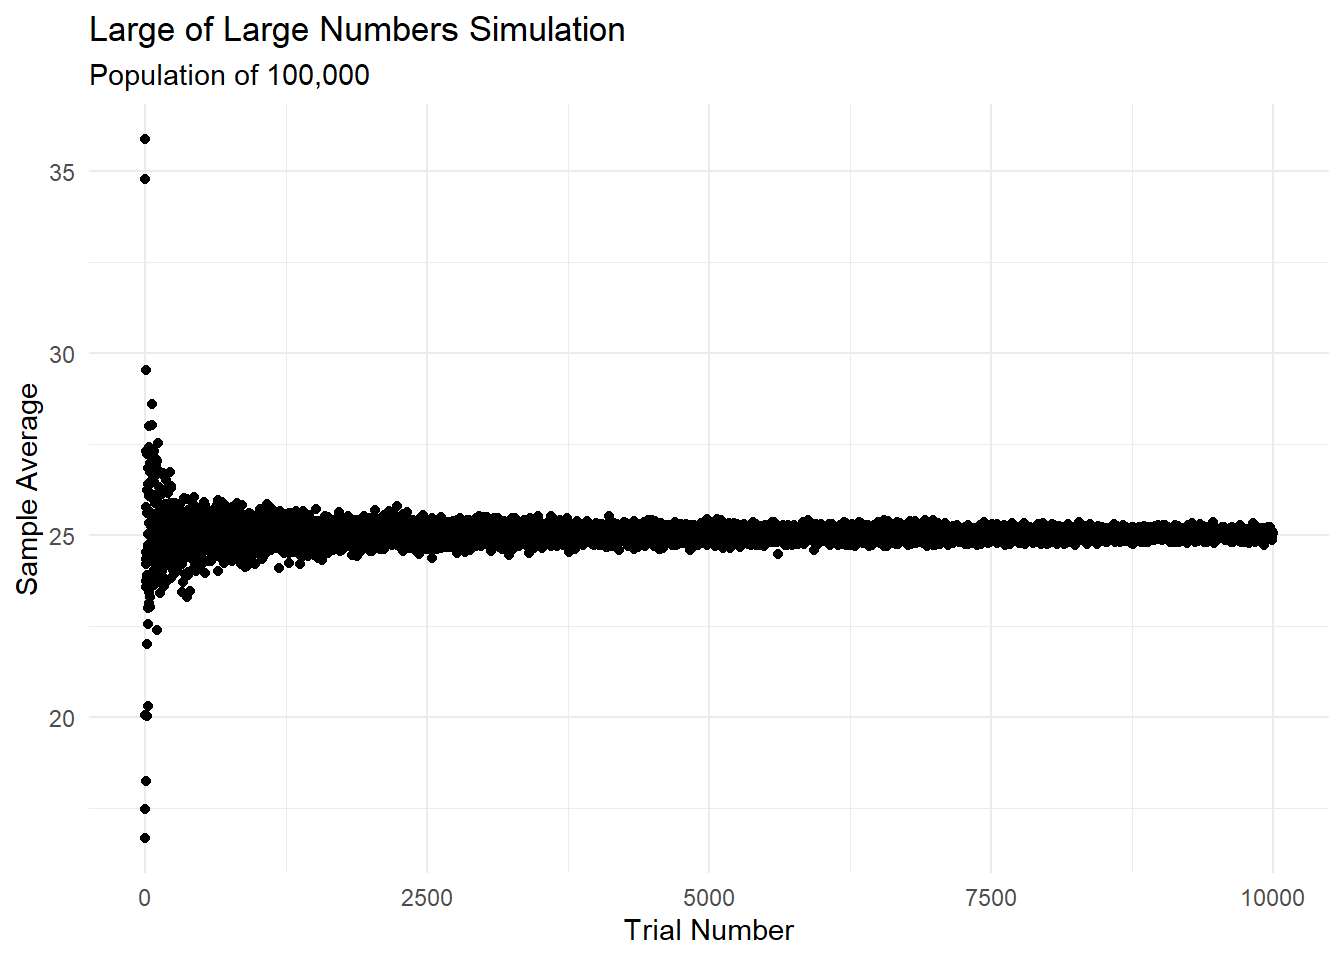 Large of Large Numbers Simulation
Population of 100,000
35
30
25
20
Sample Average
0 2500 5000 7500 10000
Trial Number